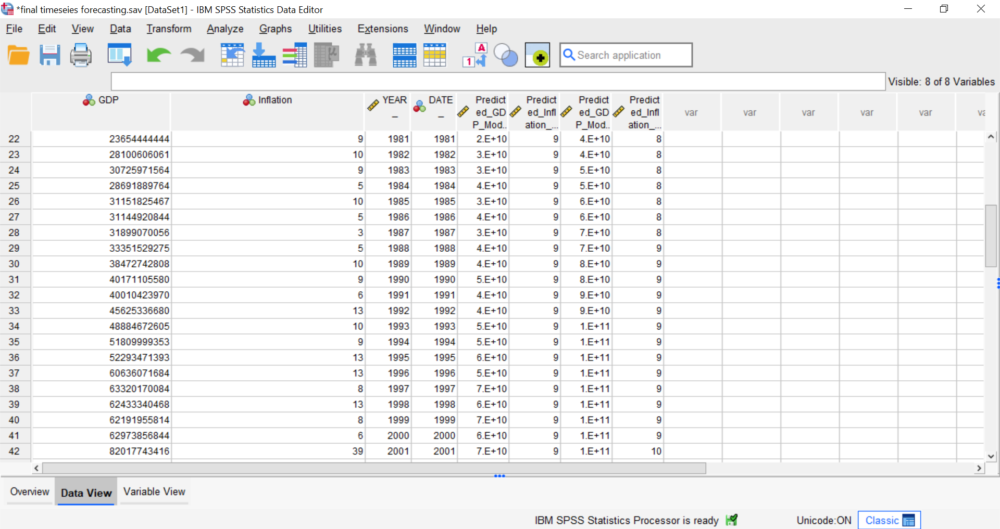 *final timeseies forecasting.sav [DataSet1] - IBM SPSS Statistics Data Editor
File Edit View Data Transform Analyze Graphs Utilities Extensions Window Help
Search application
Visible: 8 of 8 Variables
GDP Inflation YEAR_ DATE_ Predicted_GDP_Mod.. Predicted_Inflation_... Predicted_GDP_Mod.. Predicted_Inflation_... var var var var var va
22 23654444444 9 1981 1981 2.E+10 9 4.E+10 8
23 28100606061 10 1982 1982 3.E+10 9 4.E+10 8
24 30725971564 9 1983 1983 3.E+10 9 5.E+10 8
25 28691889764 5 1984 1984 4.E+10 9 5.E+10 8
26 31151825467 10 1985 1985 3.E+10 9 6.E+10 8
27 31144920844 5 1986 1986 4.E+10 9 6.E+10 8
28 31899070056 3 1987 1987 3.E+10 9 7.E+10 8
29 33351529275 5 1988 1988 4.E+10 9 7.E+10 9
30 38472742808 10 1989 1989 4.E+10 9 8.E+10 9
31 40171105580 9 1990 1990 5.E+10 9 8.E+10 9
32 40010423970 6 1991 1991 4.E+10 9 9.E+10 9
33 45625336680 13 1992 1992 4.E+10 9 9.E+10 9
34 48884672605 10 1993 1993 5.E+10 9 1.E+11 9
35 51809999353 9 1994 1994 5.E+10 9 1.E+11 9
36 52293471393 13 1995 1995 6.E+10 9 1.E+11 9
37 60636071684 13 1996 1996 5.E+10 9 1.E+11 9
38 63320170084 8 1997 1997 7.E+10 9 1.E+11 9
39 62433340468 13 1998 1998 6.E+10 9 1.E+11 9
40 62191955814 8 1999 1999 7.E+10 9 1.E+11 9
41 62973856844 6 2000 2000 6.E+10 9 1.E+11 9
42 82017743416 39 2001 2001 7.E+10 9 1.E+11 10
Overview Data View Variable View
IBM SPSS Statistics Processor is ready Unicode:ON Classic